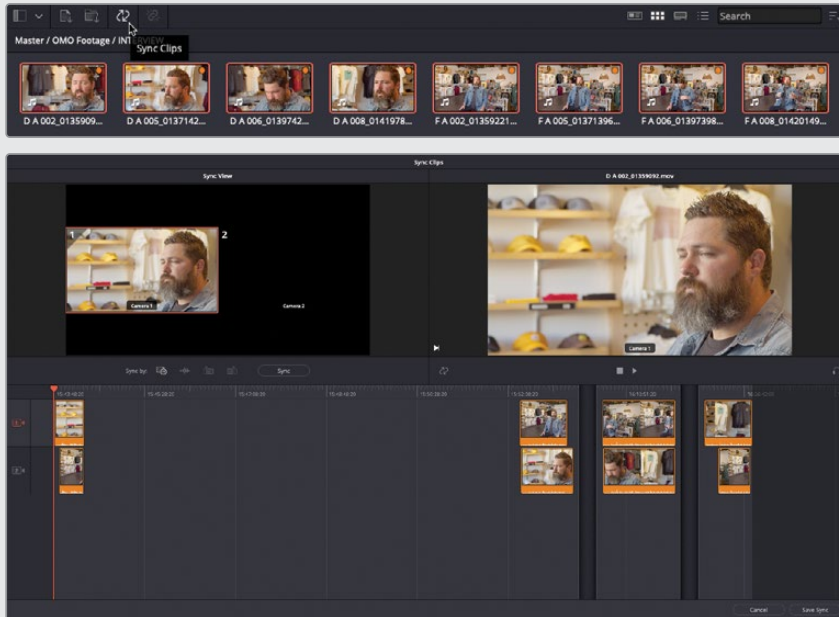 Search
Master / OMO Footage / INTERVIEW
Sync Clips
D A 002_0135909...
D A 005_0137142...
D A 006_0139742...
D A 008_0141978...
F A 002_01359221...
F A 005_01371396...
F A 006_01397398...
F A 008_01420149...
Sync Clips
Sync View
D A 002_01359092.mov
1
2
Camera 1
Camera 2
Camera 1
Sync by:
Sync
Cancel
Save Sync